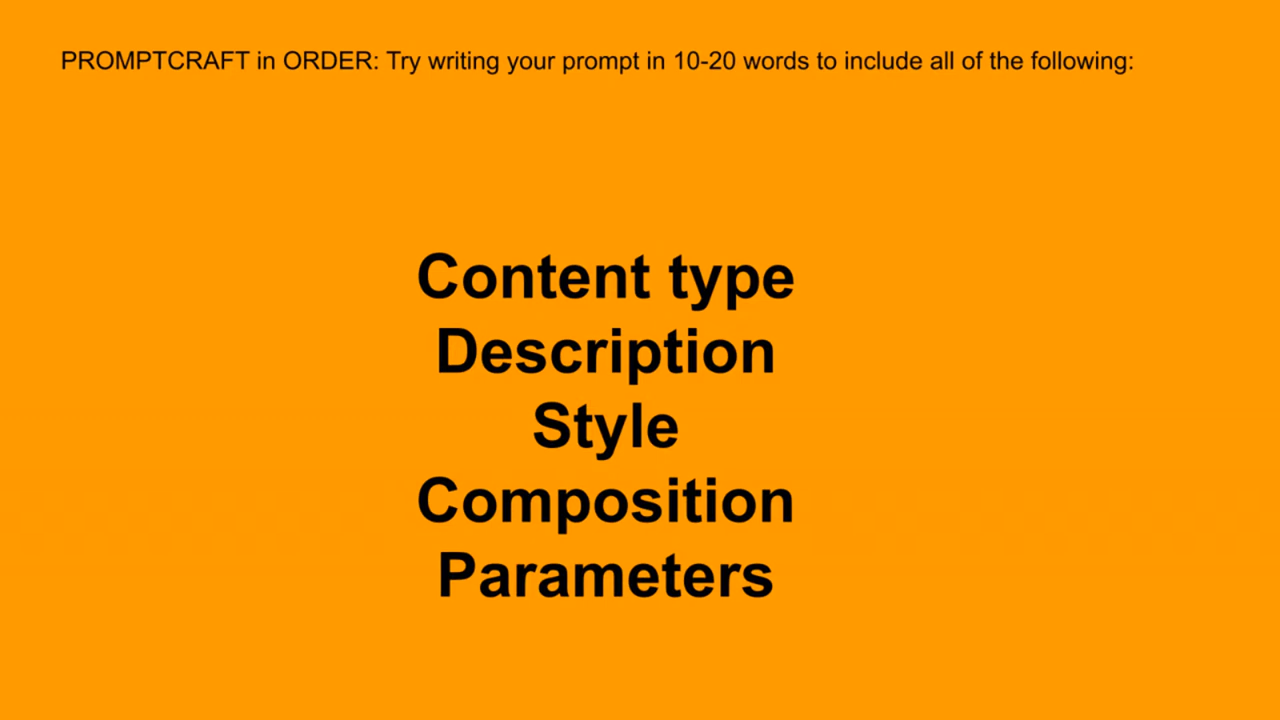 PROMPTCRAFT in ORDER: Try writing your prompt in 10-20 words to include all of the following:
Content type
Description
Style
Composition
Parameters